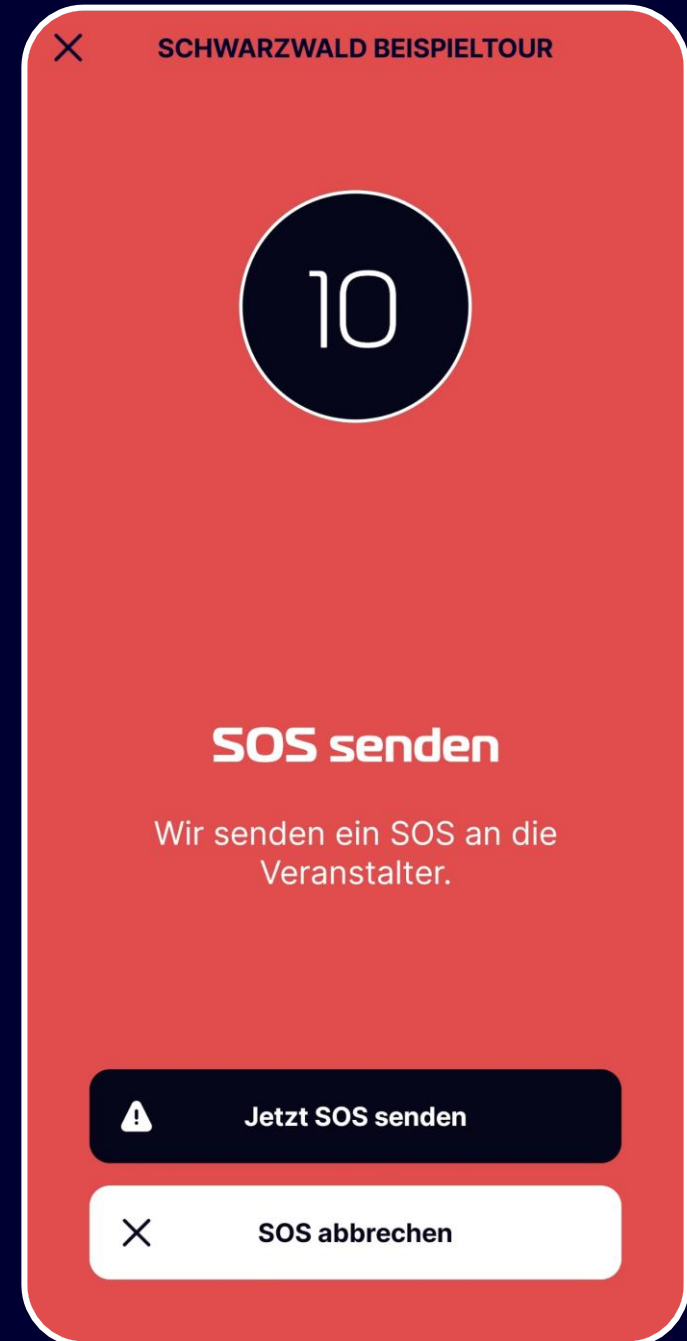 SCHWARZWALD BEISPIELTOUR
10
SOS senden
Wir senden ein SOS an die
Veranstalter.
Jetzt SOS senden
SOS abbrechen